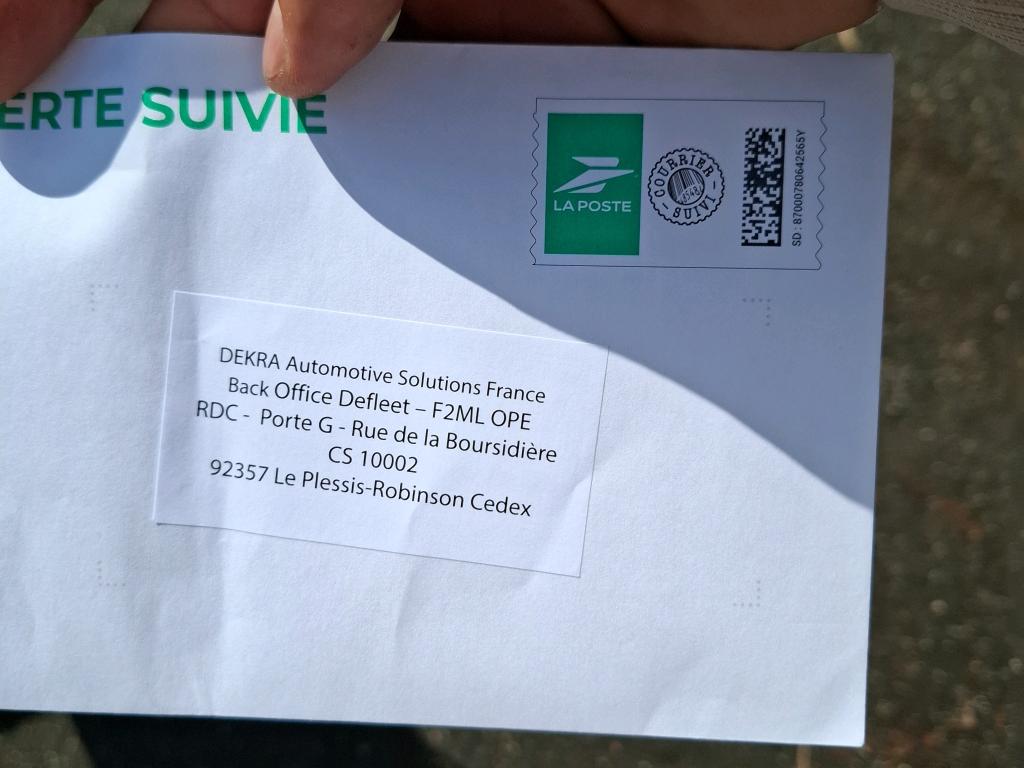 ERTE SUIVIE
LA POSTE
COURRIER
SUIVI
SD : 87000780642565Y
DEKRA Automotive Solutions France
Back Office Defleet – F2ML OPE
RDC - Porte G - Rue de la Boursidière
CS 10002
92357 Le Plessis-Robinson Cedex